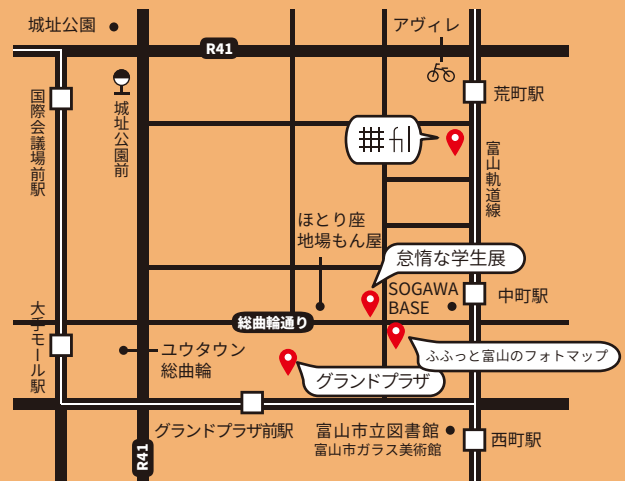 城址公園
R41
アヴィレ
荒町駅
国際会議場前駅
城址公園前
富山軌道線
ほとり座
地場もん屋
怠惰な学生展
SOGAWA
BASE
中町駅
総曲輪通り
大手モール駅
ユウタウン
総曲輪
ふふっと富山のフォトマップ
グランドプラザ
グランドプラザ前駅
富山市立図書館
富山市ガラス美術館
西町駅
R41